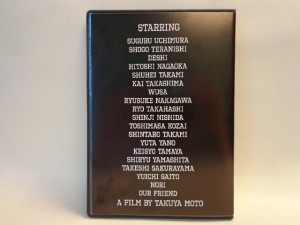 STARRING
SUGURU UCHIMURA
SHOGO TERANISHI
DESHI
HITOSHI NAGAOKA
SHUHEI TAKAMI
KAI TAKASHIMA
WUSA
RYUSUKE NAKAGAWA
RYO TAKAHASHI
SHINJI NISHIDA
TOSHIMASA KOZAI
SHINTARO TAKAMI
YUTA YANO
KEISYO TAMAYA
SHIRYU YAMASHITA
TAKESHI SAKURAYAMA
YUICHI SAITO
NORI
OUR FRIEND
A FILM BY TAKUYA MOTO